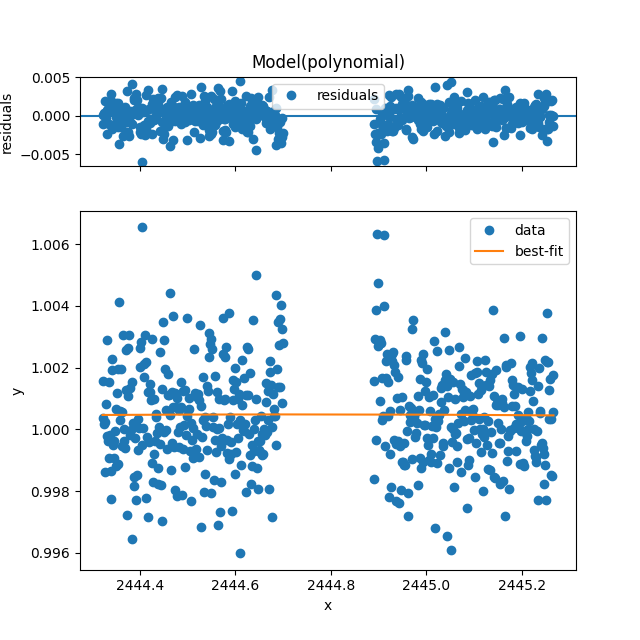 Model(polynomial)
0.005
0.000
−0.005
residuals
residuals
1.006
1.004
1.002
1.000
0.998
0.996
y
data
best-fit
2444.4 2444.6 2444.8 2445.0 2445.2
x